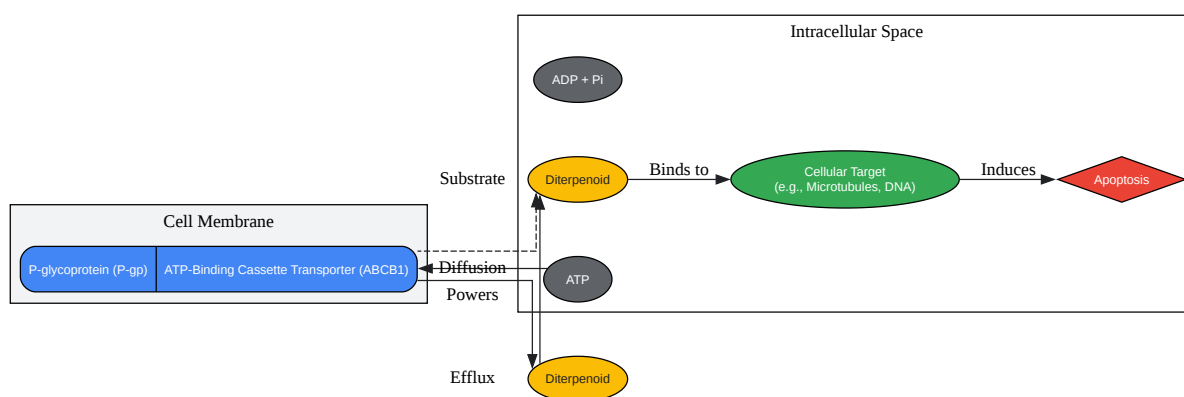 Intracellular Space
ADP + Pi
Substrate
Diterpenoid
Binds to
Cellular Target
(e.g., Microtubules, DNA)
Induces
Apoptosis
Cell Membrane
P-glycoprotein (P-gp)
ATP-Binding Cassette Transporter (ABCB1)
Diffusion
Powers
ATP
Efflux
Diterpenoid